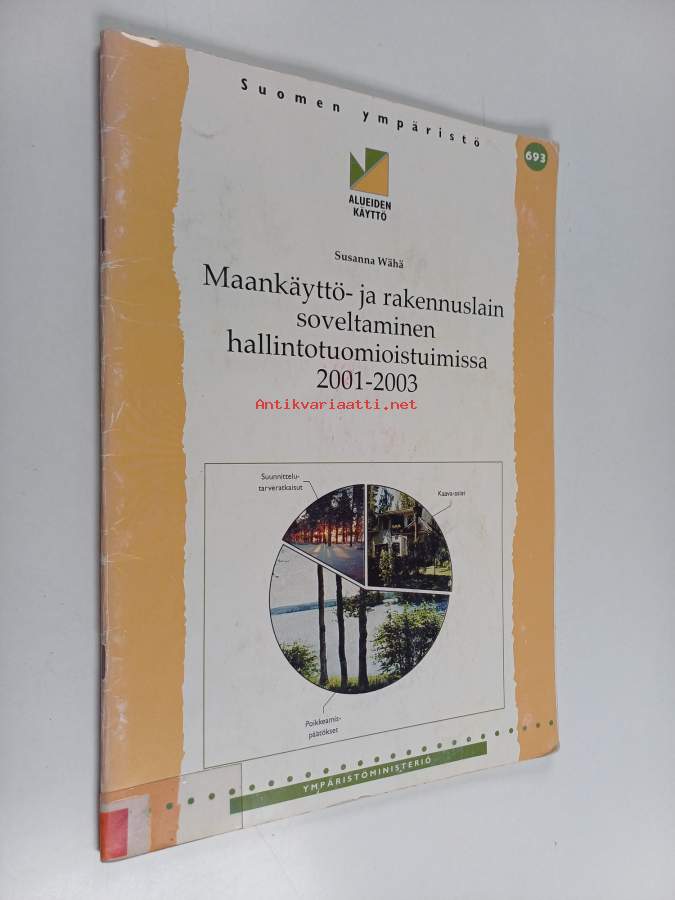 Suomen ympäristö
693
ALUEIDEN
KÄYTTÖ
Susanna Wähä
Maankäyttö- ja rakennuslain
soveltaminen
hallintotuomioistuimissa
2001-2003
Antikvariaatti.net
Suunnittelu-
tarveratkaisut
Kaava-asiat
Poikkeamis-
päätökset
YMPÄRISTÖMINISTERIÖ